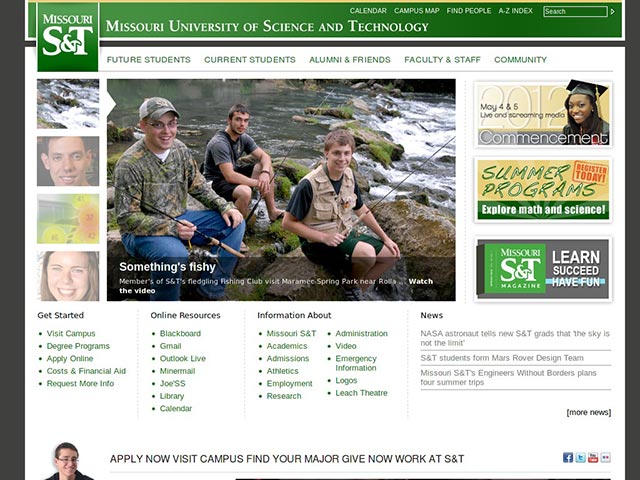 CALENDAR CAMPUS MAP FIND PEOPLE A-Z INDEX Search
MISSOURI
S&T
MISSOURI UNIVERSITY OF SCIENCE AND TECHNOLOGY
FUTURE STUDENTS CURRENT STUDENTS ALUMNI & FRIENDS FACULTY & STAFF COMMUNITY
Something's fishy
Member's of S&T's fledgling Fishing Club visit Maramec Spring Park near Rolla ... Watch
the video
2012
May 4 & 5
Live and streaming media
Commencement
SUMMER
PROGRAMS
REGISTER
TODAY!
Explore math and science!
MISSOURI
S&T
MAGAZINE
LEARN
SUCCEED
HAVE FUN
Get Started
Visit Campus
Degree Programs
Apply Online
Costs & Financial Aid
Request More Info
Online Resources
Blackboard
Gmail
Outlook Live
Minermail
Joe'SS
Library
Calendar
Information About
Missouri S&T
Academics
Admissions
Athletics
Employment
Research
Administration
Video
Emergency
Information
Logos
Leach Theatre
News
NASA astronaut tells new S&T grads that 'the sky is
not the limit'
S&T students form Mars Rover Design Team
Missouri S&T's Engineers Without Borders plans
four summer trips
[more news]
APPLY NOW VISIT CAMPUS FIND YOUR MAJOR GIVE NOW WORK AT S&T